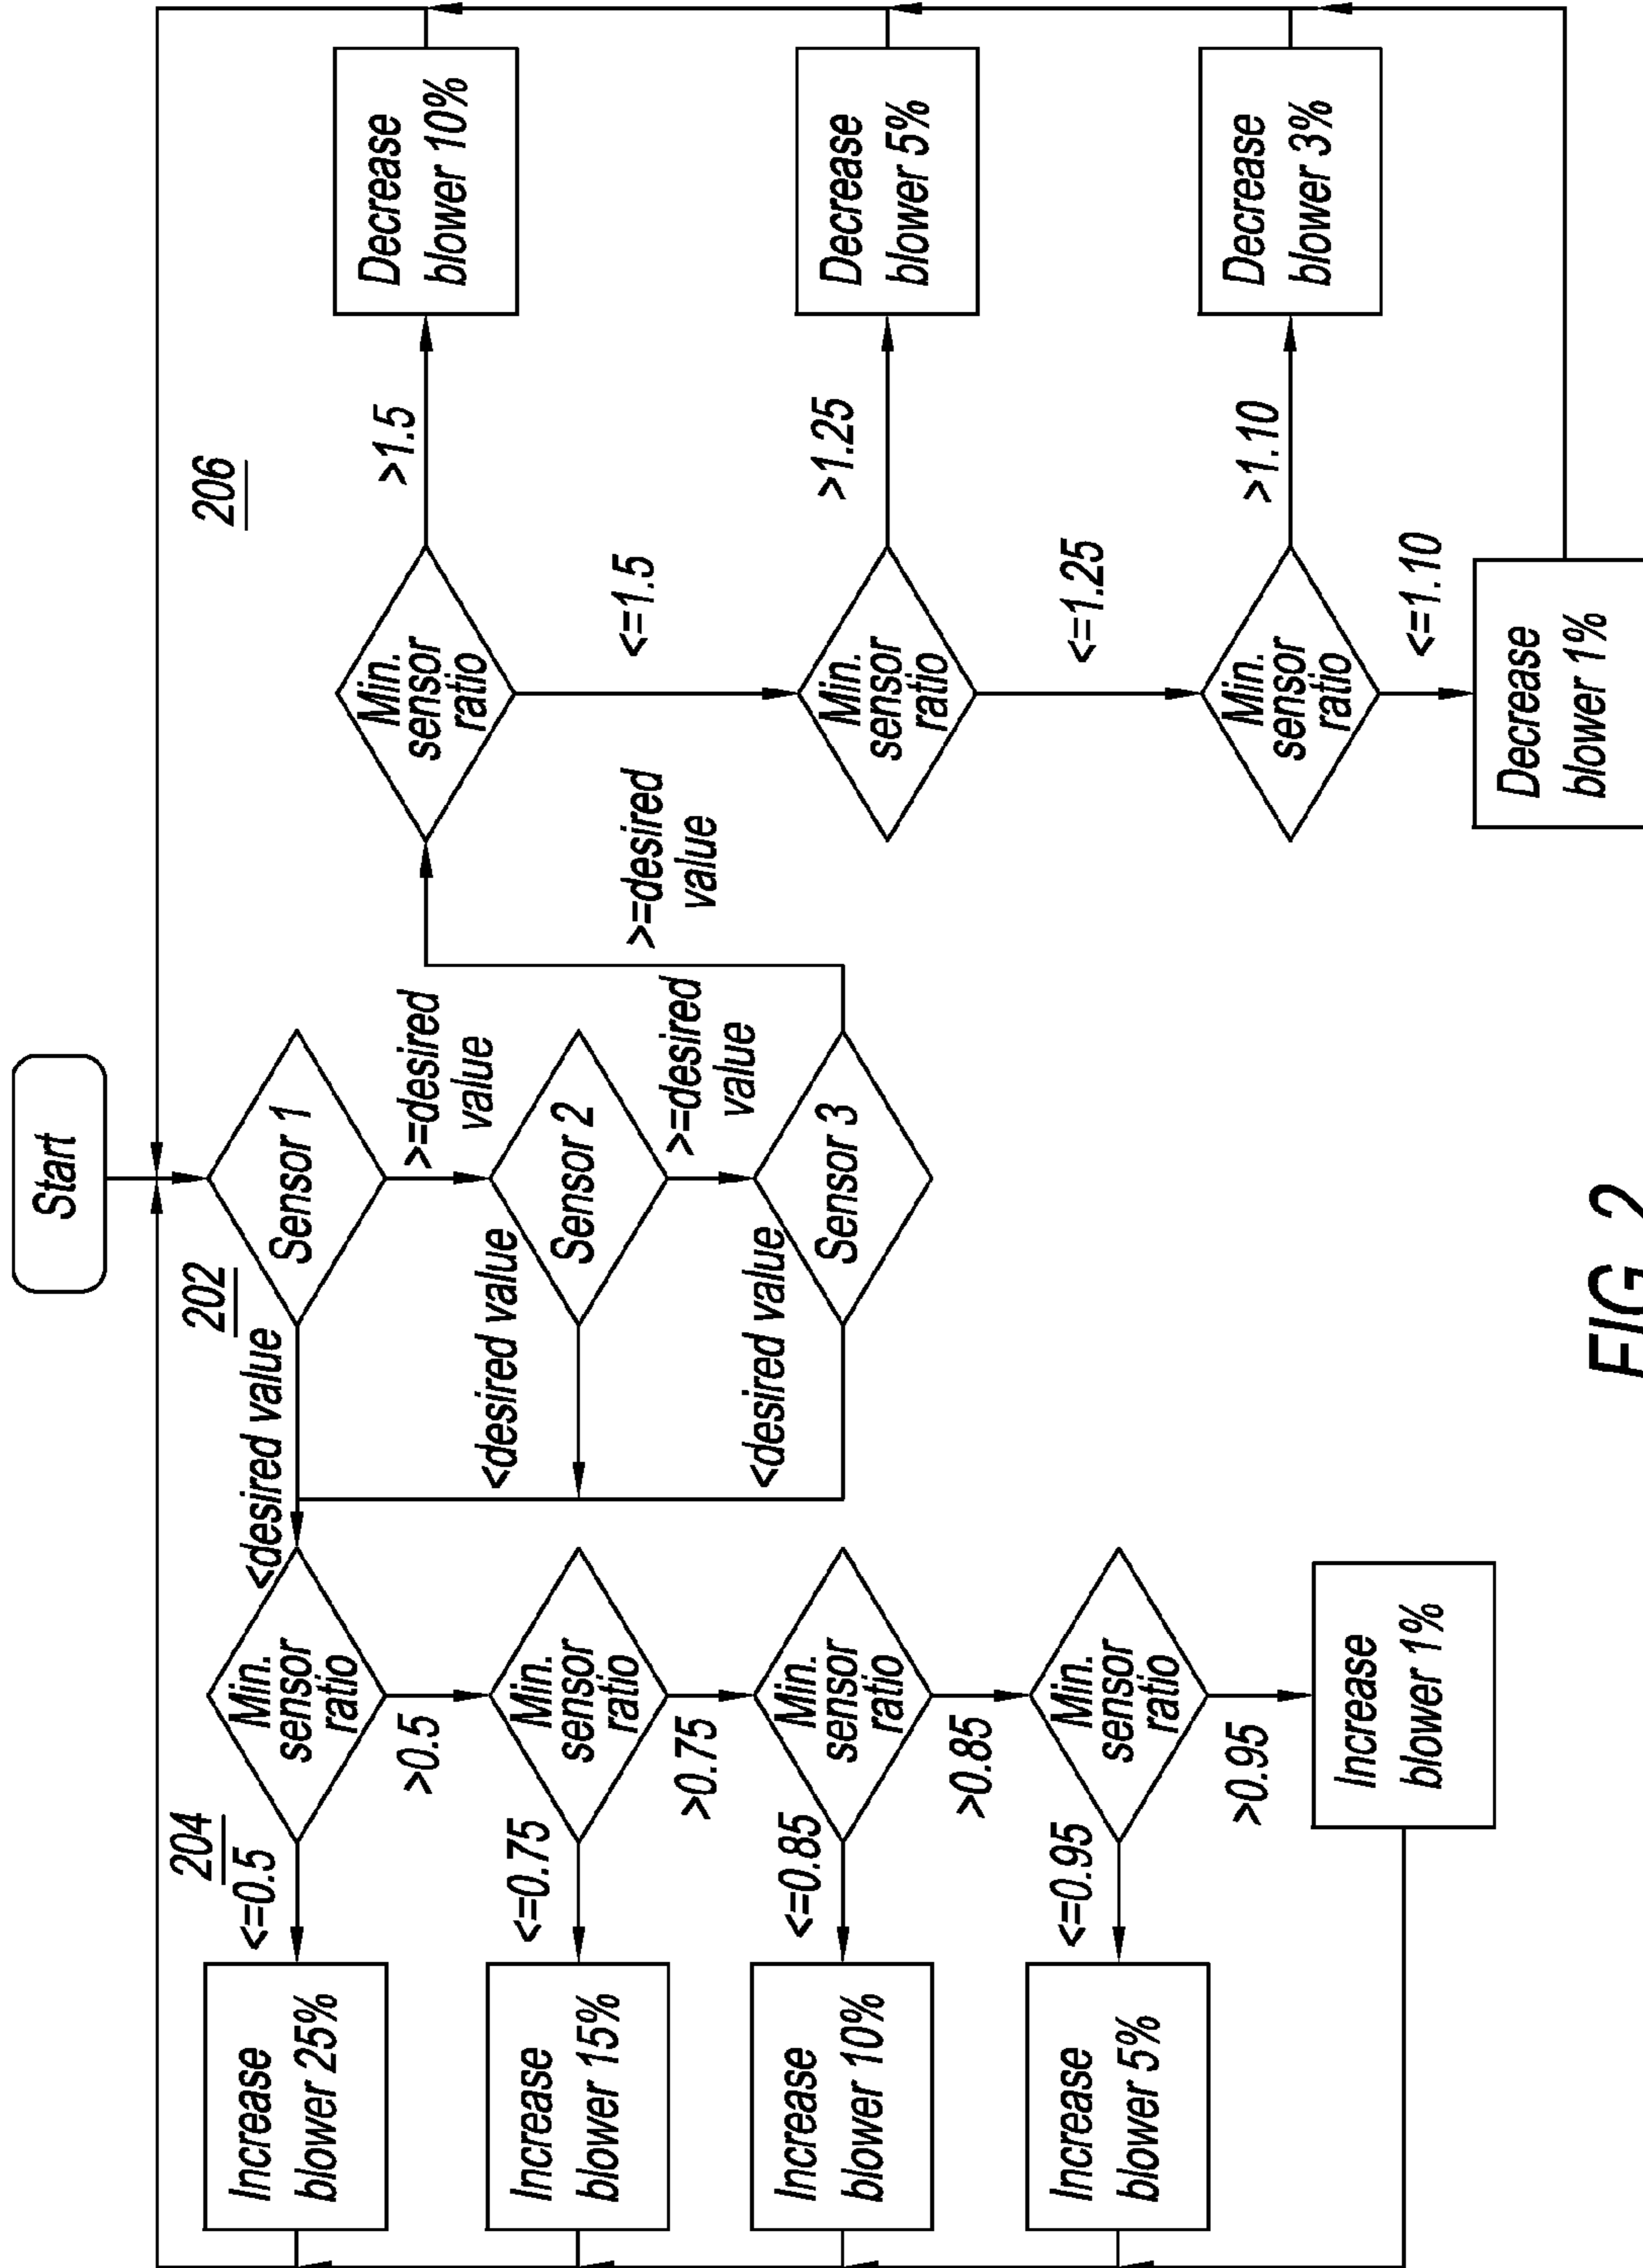 Start
202
Sensor 1
<desired value
>=desired
value
Sensor 2
<desired value
>=desired
value
Sensor 3
<desired value
>=desired
value
204
Min.
sensor
ratio
<=0.5
Increase
blower 25%
>0.5
Min.
sensor
ratio
<=0.75
Increase
blower 15%
>0.75
Min.
sensor
ratio
<=0.85
Increase
blower 10%
>0.85
Min.
sensor
ratio
<=0.95
Increase
blower 5%
>0.95
Increase
blower 1%
206
Min.
sensor
ratio
>1.5
Decrease
blower 10%
<=1.5
Min.
sensor
ratio
>1.25
Decrease
blower 5%
<=1.25
Min.
sensor
ratio
>1.10
Decrease
blower 3%
<=1.10
Decrease
blower 1%
FIG. 2